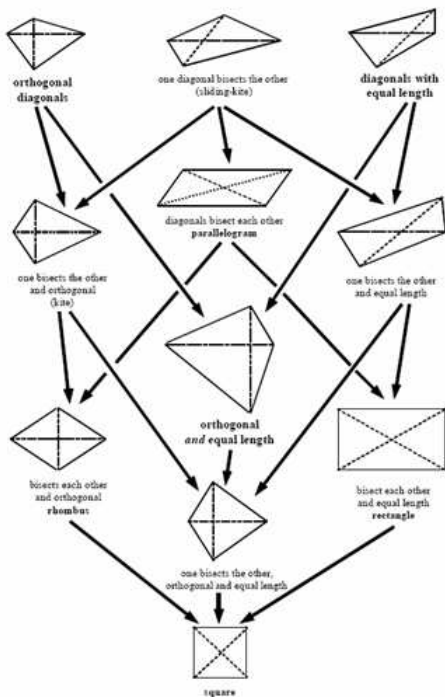 orthogonal
diagonals
one diagonal bisects the other
(sliding-kite)
diagonals with
equal length
one bisects the other
and orthogonal
(kite)
diagonals bisect each other
parallelogram
one bisects the other
and equal length
orthogonal
and equal length
bisects each other
and orthogonal
rhombus
bisect each other
and equal length
rectangle
one bisects the other,
orthogonal and equal length
square